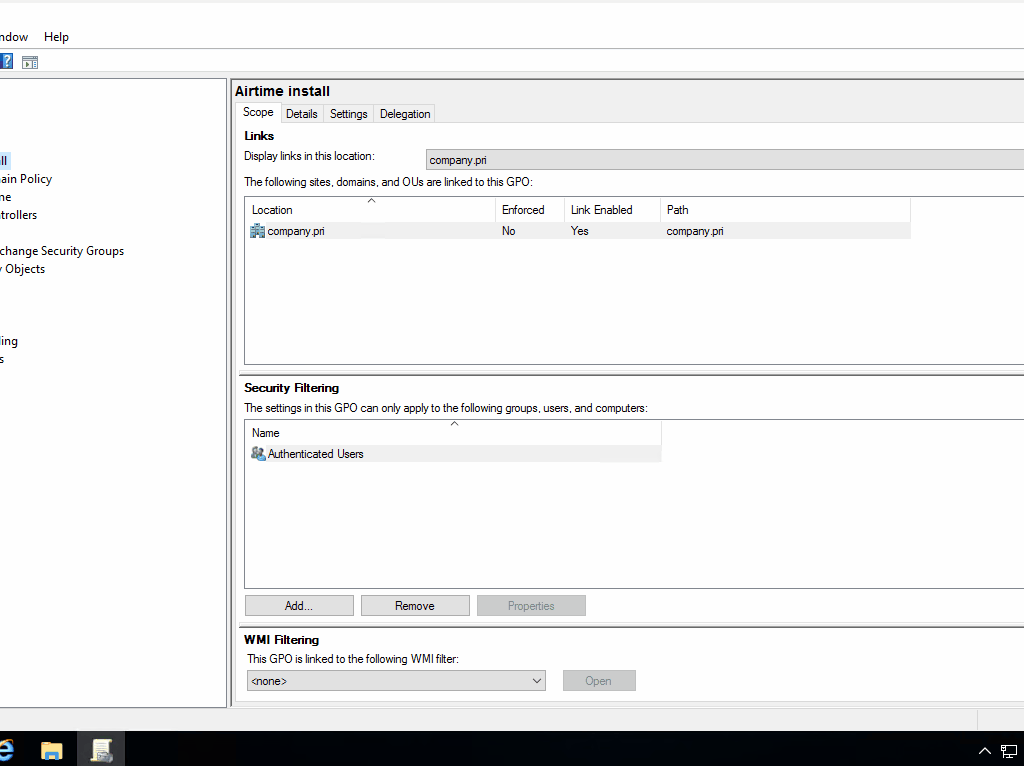 ndow Help
Airtime install
Scope Details Settings Delegation
Links
Display links in this location: company.pri
The following sites, domains, and OUs are linked to this GPO:
Location Enforced Link Enabled Path
company.pri No Yes company.pri
ll
ain Policy
ne
trollers
change Security Groups
y Objects
ling
s
Security Filtering
The settings in this GPO can only apply to the following groups, users, and computers:
Name
Authenticated Users
Add... Remove Properties
WMI Filtering
This GPO is linked to the following WMI filter:
<none> Open